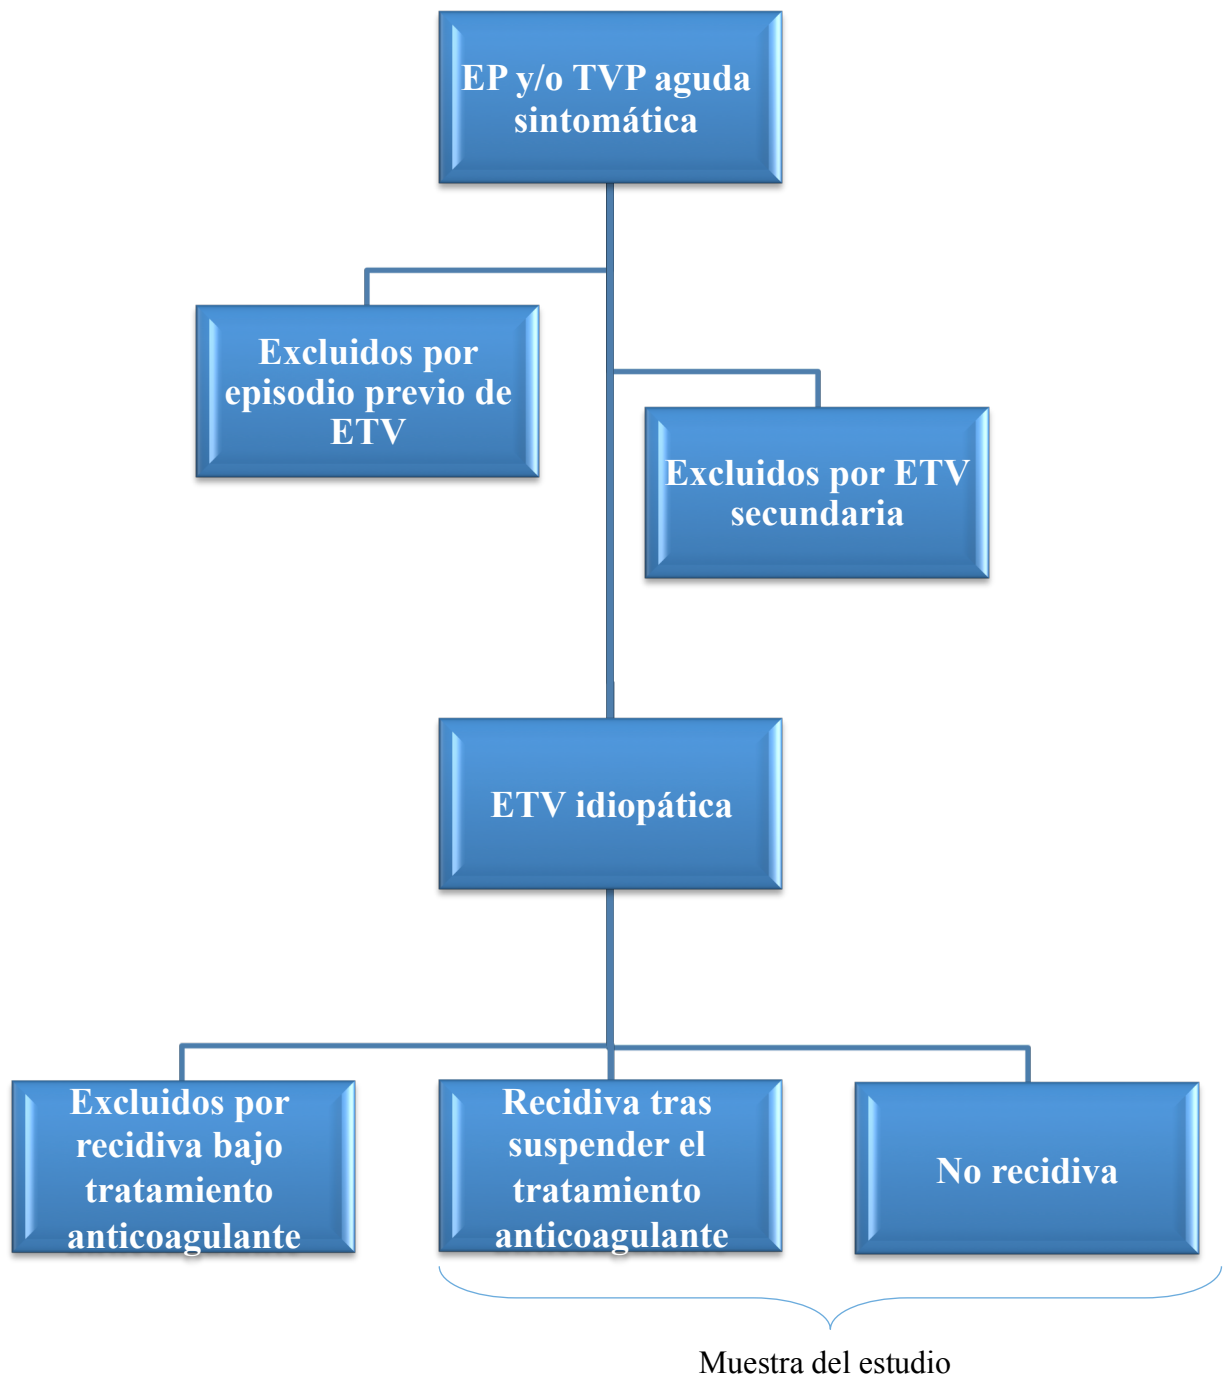 EP y/o TVP aguda
sintomática
Excluidos por
episodio previo de
ETV
Excluidos por ETV
secundaria
ETV idiopática
Excluidos por
recidiva bajo
tratamiento
anticoagulante
Recidiva tras
suspender el
tratamiento
anticoagulante
No recidiva
Muestra del estudio